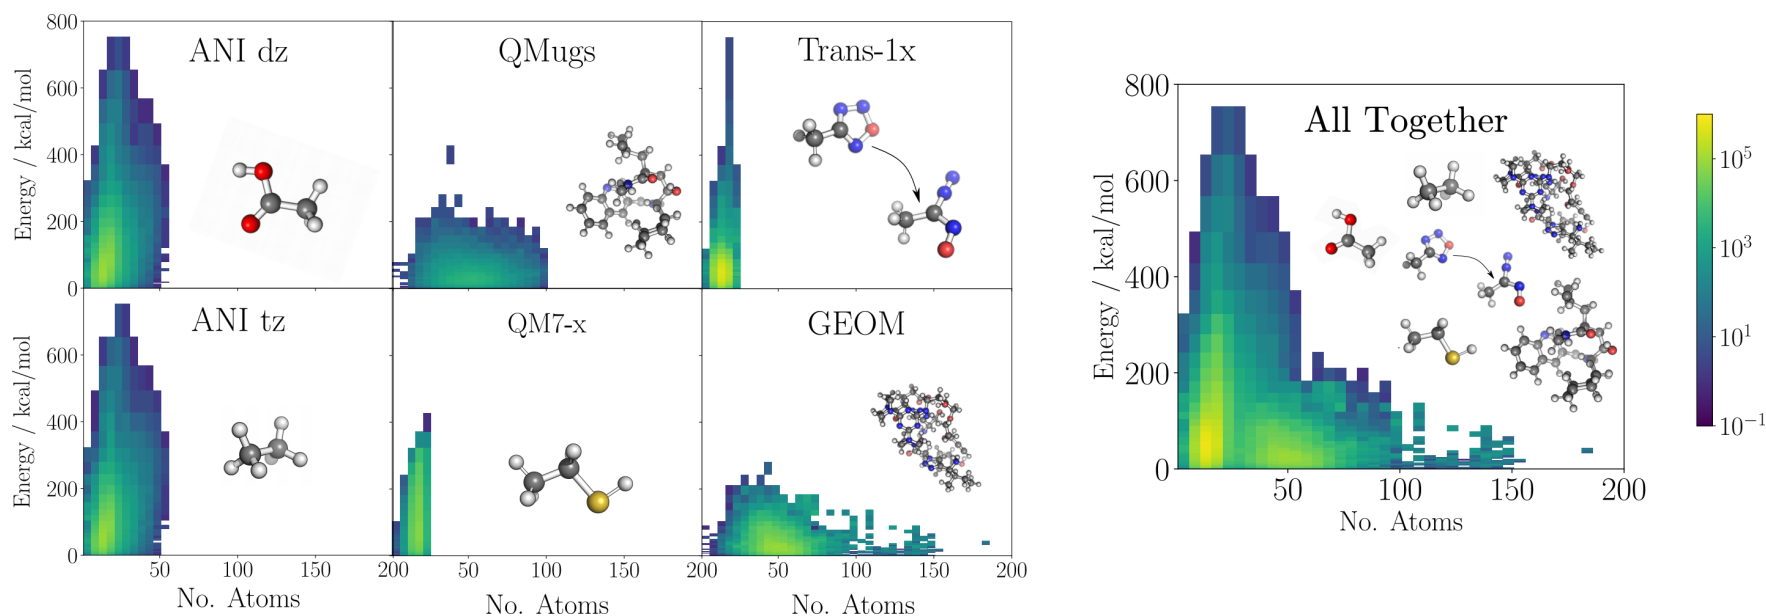 800
600
400
200
0
Energy / kcal/mol
ANI dz
QMugs
Trans-1x
600
400
200
0
Energy / kcal/mol
ANI tz
QM7-x
GEOM
50 100 150 200 50 100 150 200 50 100 150 200
No. Atoms No. Atoms No. Atoms
800
600
400
200
0
Energy / kcal/mol
All Together
50 100 150 200
No. Atoms
10^5
10^3
10^1
10^−1